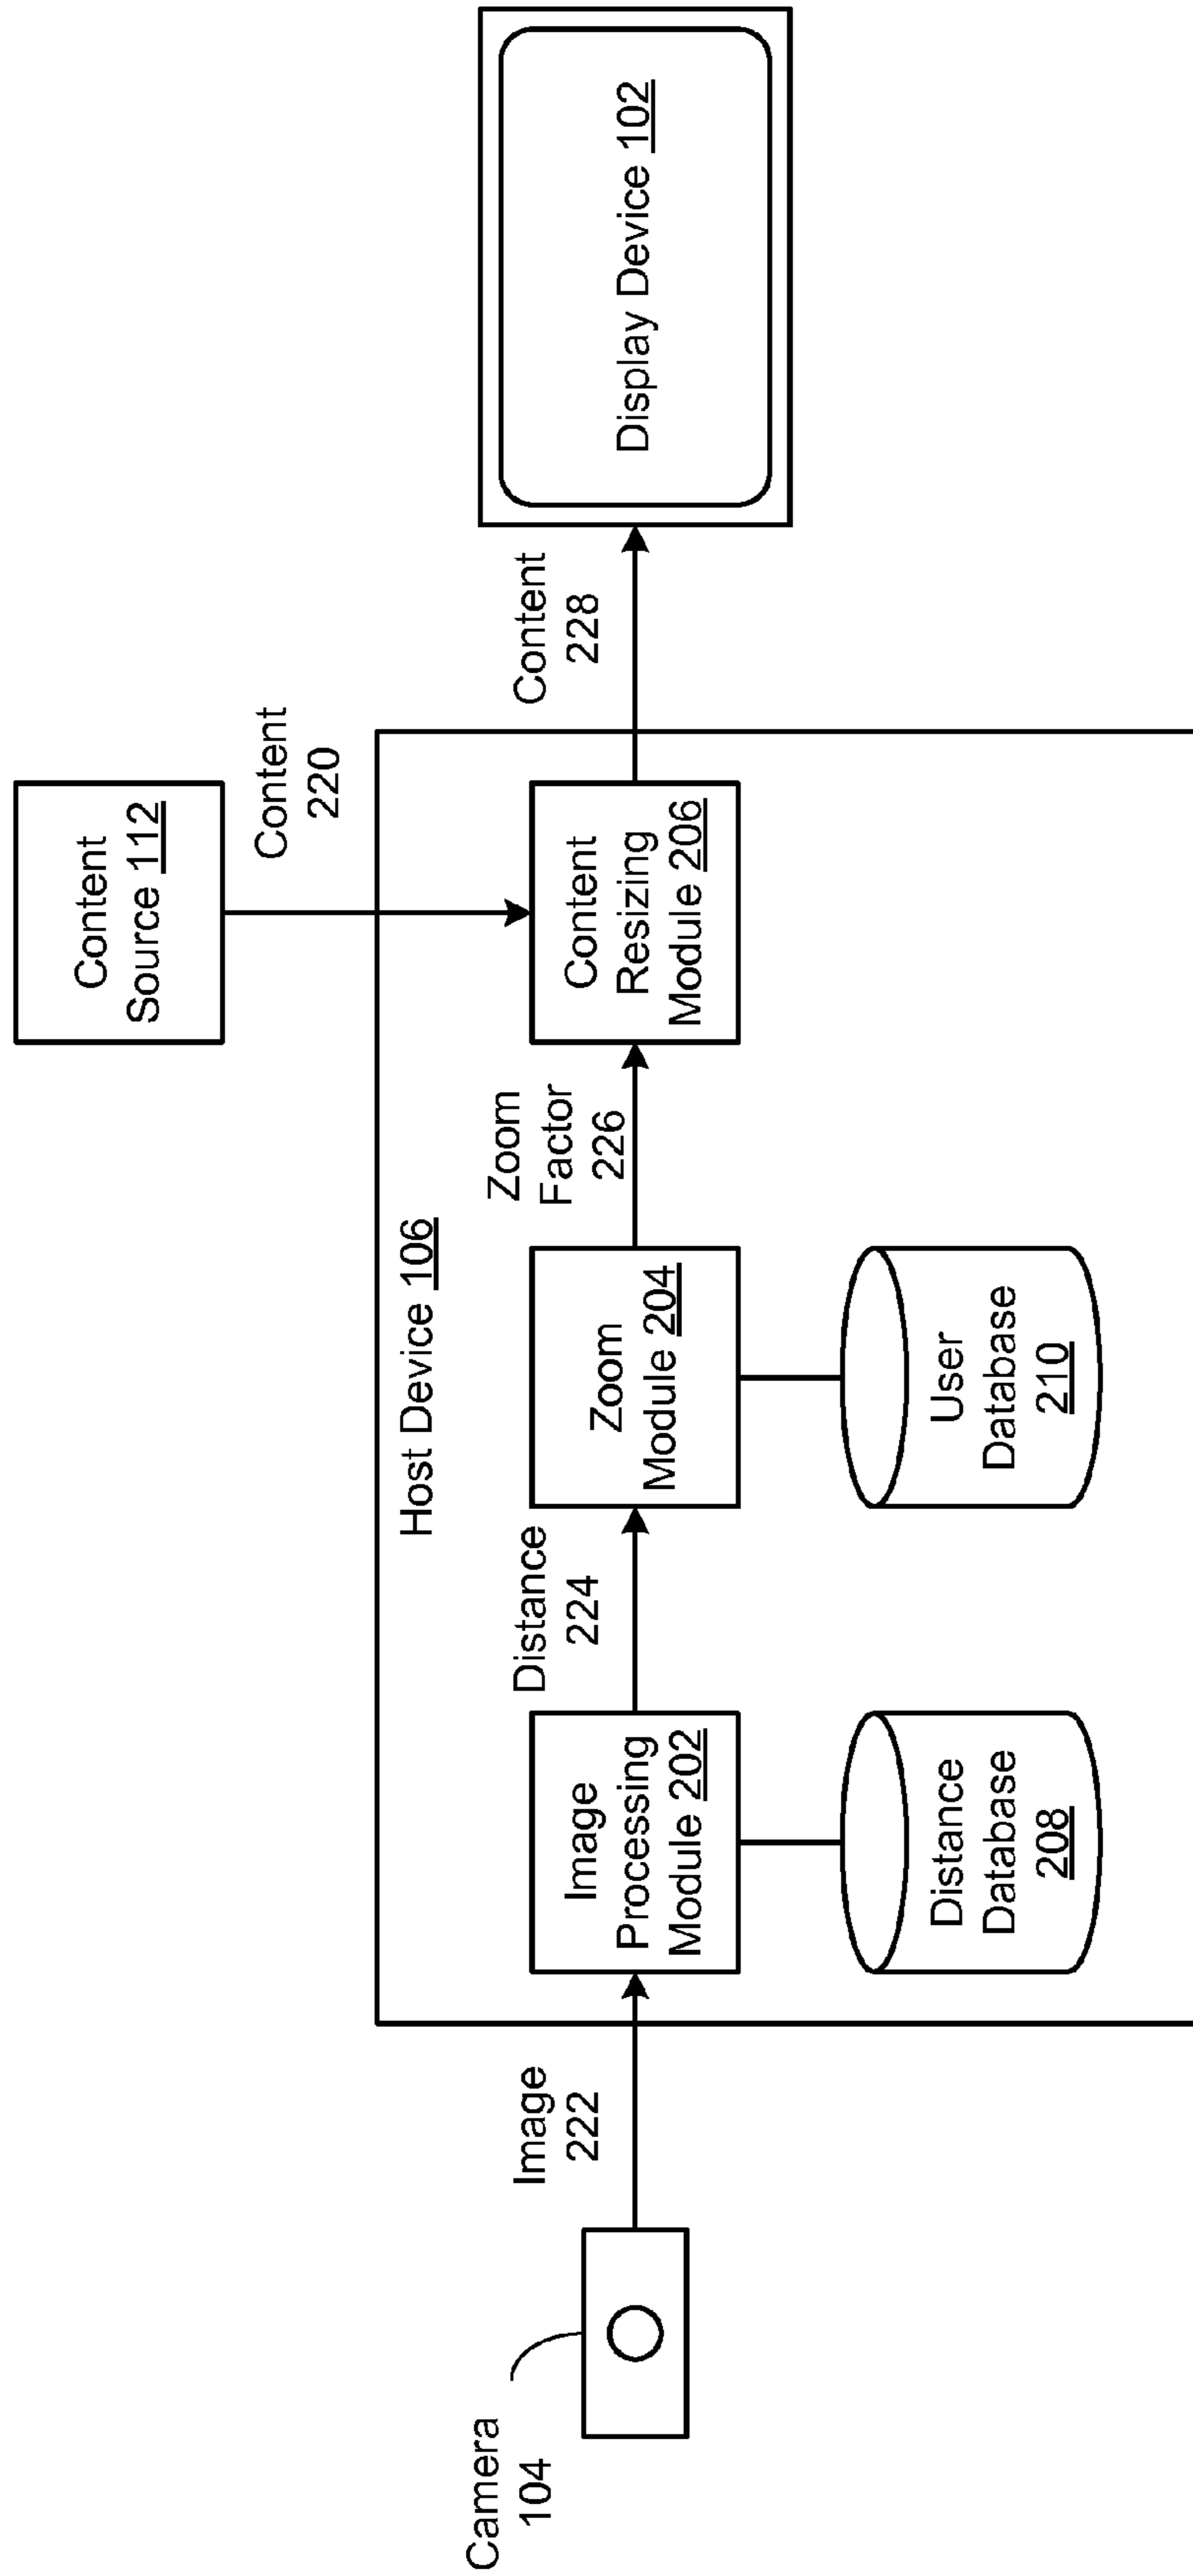 Content
Source 112
Content
220
Host Device 106
Camera
104
Image
222
Image
Processing
Module 202
Distance
224
Zoom
Module 204
Zoom
Factor
226
Content
Resizing
Module 206
Content
228
Display Device 102
Distance
Database
208
User
Database
210